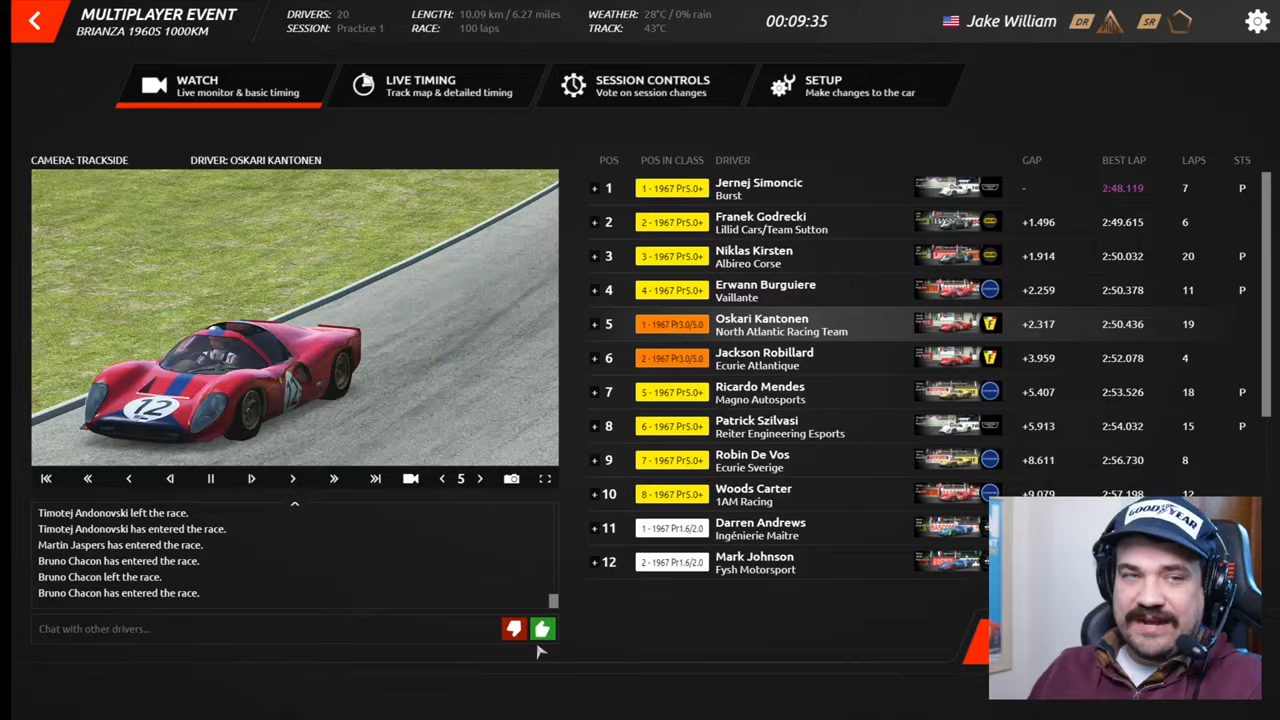 MULTIPLAYER EVENT
BRIANZA 1960S 1000KM
DRIVERS: 20
SESSION: Practice 1
LENGTH: 10.09 km / 6.27 miles
RACE: 100 laps
WEATHER: 28°C / 0% rain
TRACK: 43°C
00:09:35
Jake William
DR
SR
WATCH
Live monitor & basic timing
LIVE TIMING
Track map & detailed timing
SESSION CONTROLS
Vote on session changes
SETUP
Make changes to the car
CAMERA: TRACKSIDE
DRIVER: OSKARI KANTONEN
12
5
Timotej Andonovski left the race.
Timotej Andonovski has entered the race.
Martin Jaspers has entered the race.
Bruno Chacon has entered the race.
Bruno Chacon left the race.
Bruno Chacon has entered the race.
Chat with other drivers...
POS POS IN CLASS DRIVER GAP BEST LAP LAPS STS
+ 1 1 - 1967 Pr5.0+ Jernej Simoncic - 2:48.119 7 P
Burst
+ 2 2 - 1967 Pr5.0+ Franek Godrecki +1.496 2:49.615 6
Lillid Cars/Team Sutton
+ 3 3 - 1967 Pr5.0+ Niklas Kirsten +1.914 2:50.032 20 P
Albireo Corse
+ 4 4 - 1967 Pr5.0+ Erwann Burguiere +2.259 2:50.378 11 P
Vaillante
+ 5 1 - 1967 Pr3.0/5.0 Oskari Kantonen +2.317 2:50.436 19
North Atlantic Racing Team
+ 6 2 - 1967 Pr3.0/5.0 Jackson Robillard +3.959 2:52.078 4
Ecurie Atlantique
+ 7 5 - 1967 Pr5.0+ Ricardo Mendes +5.407 2:53.526 18 P
Magno Autosports
+ 8 6 - 1967 Pr5.0+ Patrick Szilvasi +5.913 2:54.032 15 P
Reiter Engineering Esports
+ 9 7 - 1967 Pr5.0+ Robin De Vos +8.611 2:56.730 8
Ecurie Sverige
+ 10 8 - 1967 Pr5.0+ Woods Carter +9.079 2:57.198 12
1AM Racing
+ 11 1 - 1967 Pr1.6/2.0 Darren Andrews
Ingénierie Maitre
+ 12 2 - 1967 Pr1.6/2.0 Mark Johnson
Fysh Motorsport
GOOD YEAR